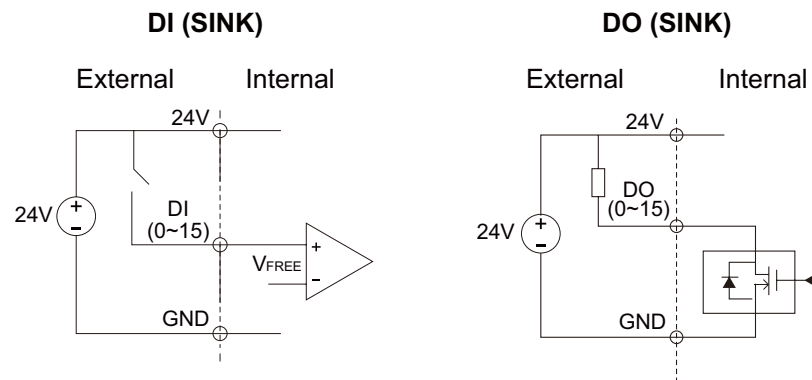 DI (SINK)
External Internal
24V
24V
+
-
DI
(0~15)
+
VFREE
-
GND
DO (SINK)
External Internal
24V
24V
+
-
DO
(0~15)
GND